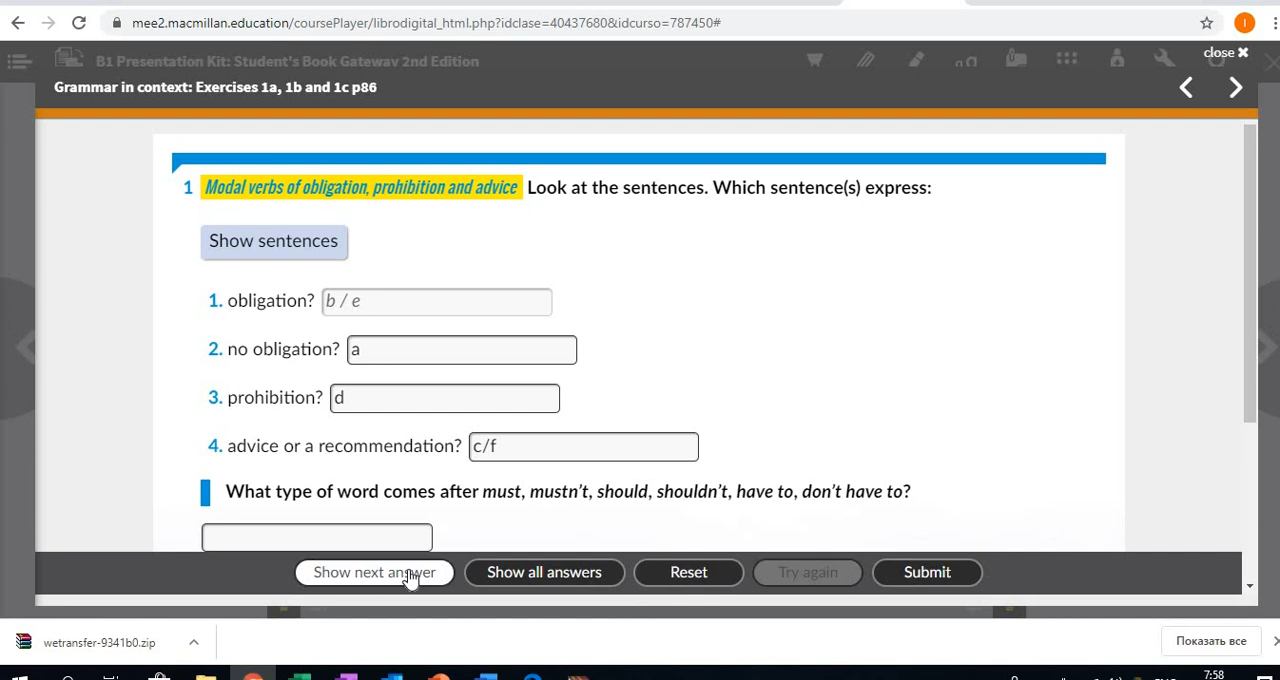 mee2.macmillan.education/coursePlayer/librodigital_html.php?idclase=40437680&idcurso=787450#
I
close ✖
B1 Presentation Kit: Student's Book Gateway 2nd Edition
Grammar in context: Exercises 1a, 1b and 1c p86
1 Modal verbs of obligation, prohibition and advice Look at the sentences. Which sentence(s) express:
Show sentences
1. obligation? b / e
2. no obligation? a
3. prohibition? d
4. advice or a recommendation? c/f
What type of word comes after must, mustn't, should, shouldn't, have to, don't have to?
Show next answer Show all answers Reset Try again Submit
wetransfer-9341b0.zip
Показать все
7:58